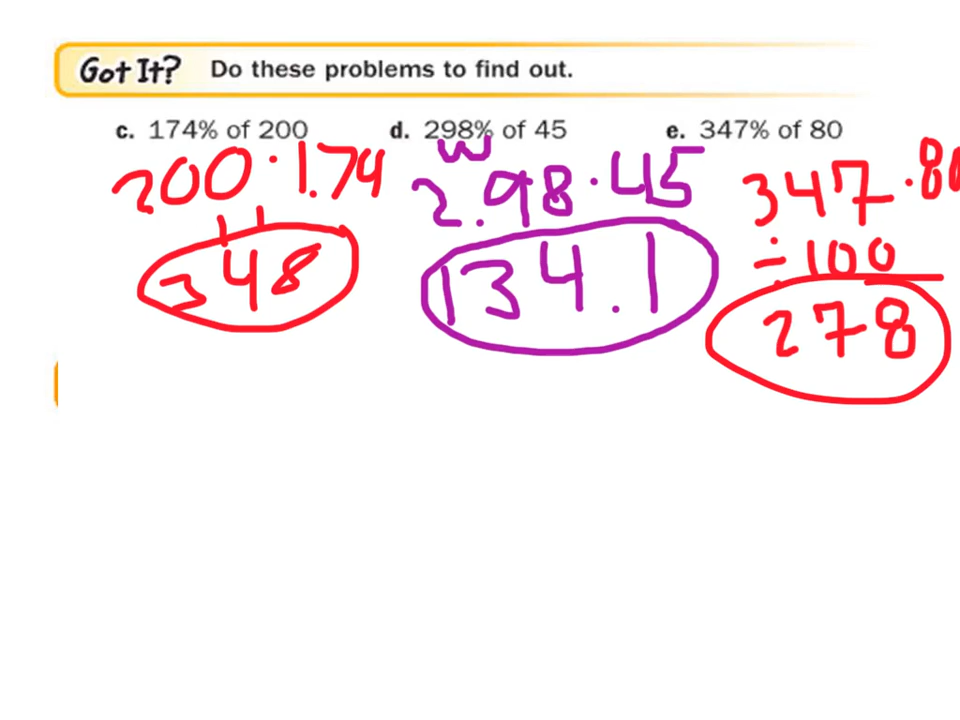 Got It? Do these problems to find out.
c. 174% of 200 d. 298% of 45 e. 347% of 80
200 · 1.74 2.98 · 45 347 · 80
÷ 100
348 134.1 278